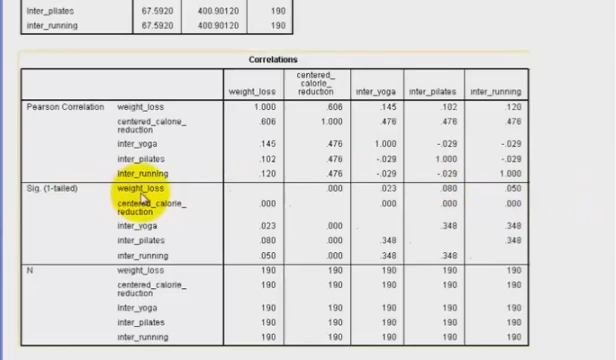 Inter_pilates 67.5920 400.90120 190
inter_running 67.5920 400.90120 190
Correlations
weight_loss centered_calorie_reduction inter_yoga inter_pilates inter_running
Pearson Correlation weight_loss 1.000 .606 .145 .102 .120
centered_calorie_reduction .606 1.000 .476 .476 .476
inter_yoga .145 .476 1.000 -.029 -.029
inter_pilates .102 .476 -.029 1.000 -.029
inter_running .120 .476 -.029 -.029 1.000
Sig. (1-tailed) weight_loss .000 .023 .080 .050
centered_calorie_reduction .000 . .000 .000 .000
inter_yoga .023 .000 . .348 .348
inter_pilates .080 .000 .348 .348
inter_running .050 .000 .348 .348
N weight_loss 190 190 190 190 190
centered_calorie_reduction 190 190 190 190 190
Inter_yoga 190 190 190 190 190
inter_pilates 190 190 190 190 190
inter_running 190 190 190 190 190